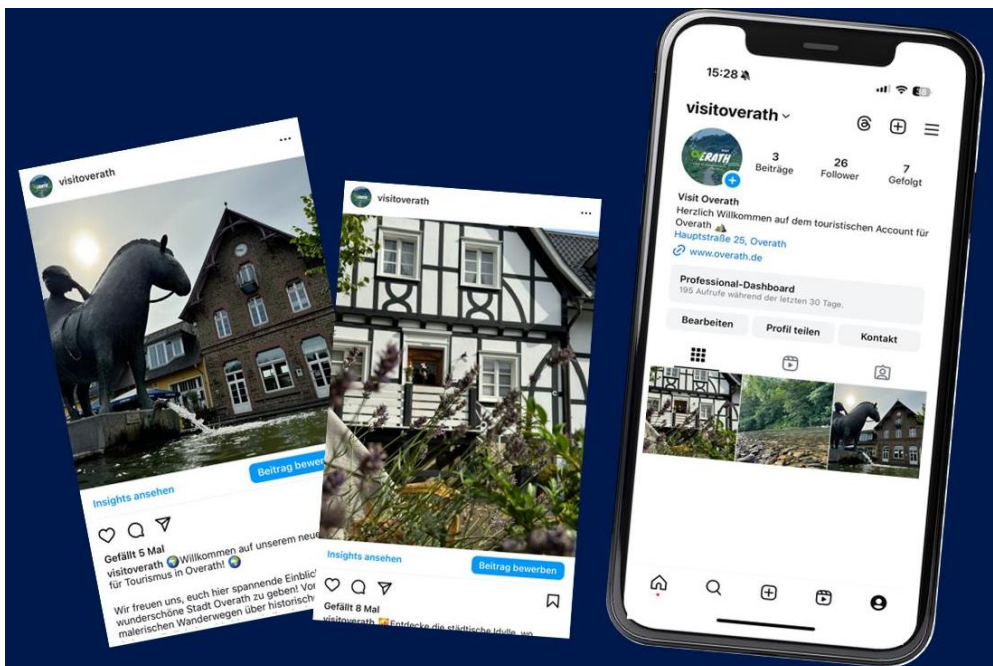 visitoverath
Insights ansehen
Beitrag bewer
Gefällt 5 Mal
visitoverath 🌍Willkommen auf unserem neue
für Tourismus in Overath! 🌍
Wir freuen uns, euch hier spannende Einblic
wunderschöne Stadt Overath zu geben! Vo
malerischen Wanderwegen über historisch
visitoverath
Insights ansehen
Beitrag bewerben
Gefällt 8 Mal
visitoverath Entdecke die städtische Idylle, wo
15:28
visitoverath
OVERATH
3
Beiträge
26
Follower
7
Gefolgt
Visit Overath
Herzlich Willkommen auf dem touristischen Account für
Overath ⛰️
Hauptstraße 25, Overath
www.overath.de
Professional-Dashboard
195 Aufrufe während der letzten 30 Tage.
Bearbeiten
Profil teilen
Kontakt